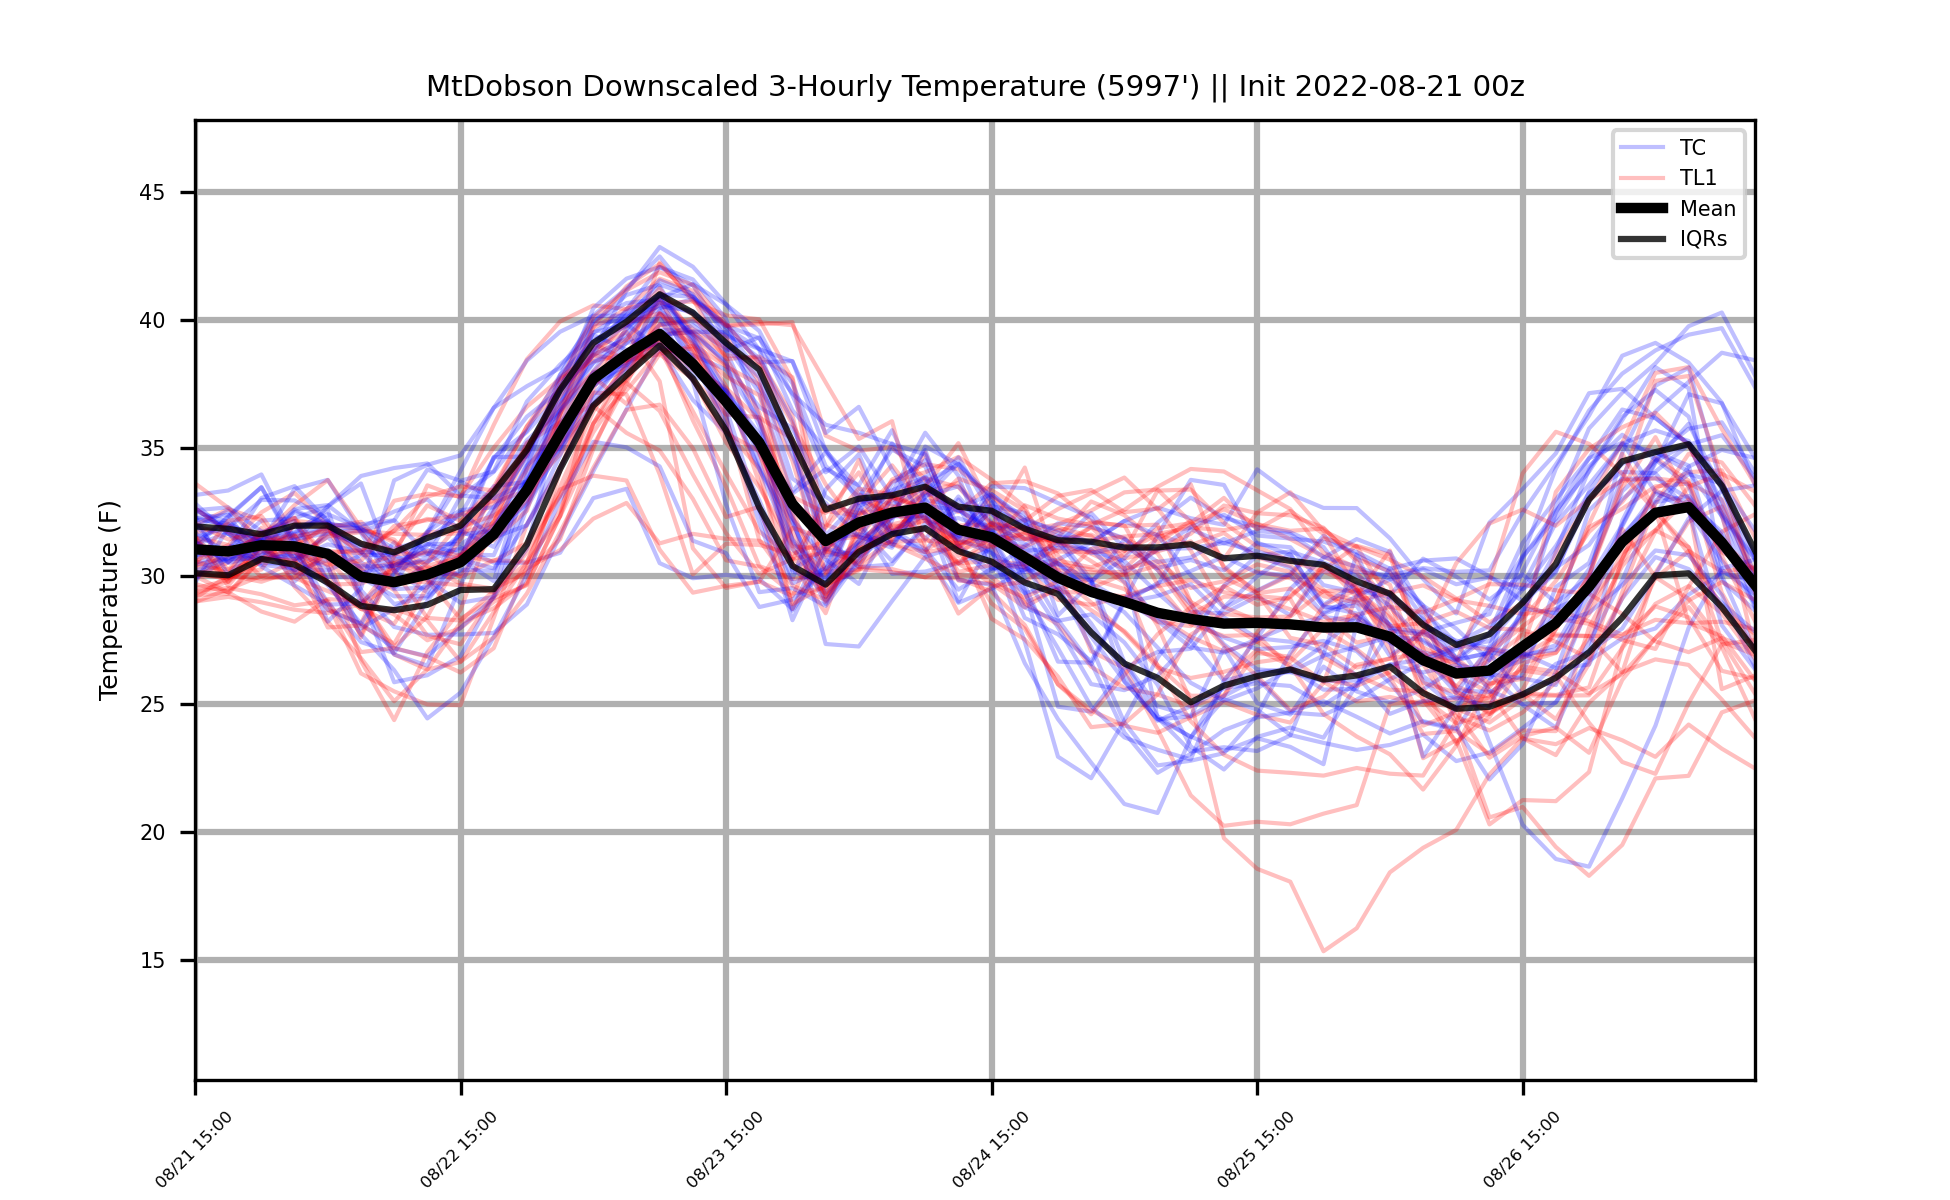 MtDobson Downscaled 3-Hourly Temperature (5997') || Init 2022-08-21 00z
TC
TL1
Mean
IQRs
Temperature (F)
45
40
35
30
25
20
15
08/21 15:00
08/22 15:00
08/23 15:00
08/24 15:00
08/25 15:00
08/26 15:00